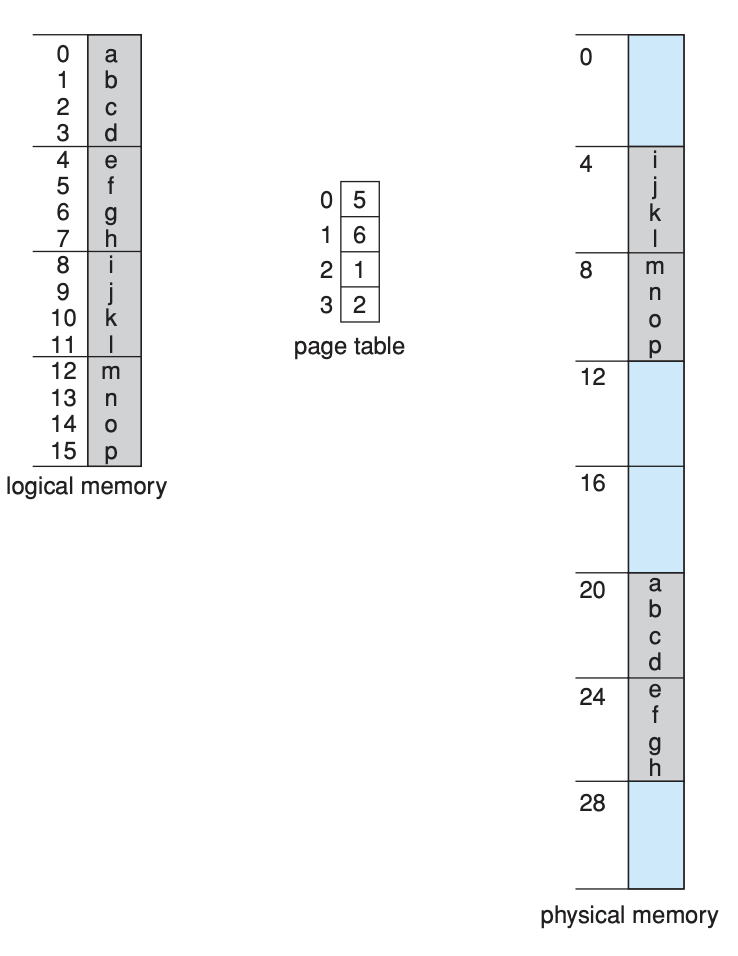 0 a
1 b
2 c
3 d
4 e
5 f
6 g
7 h
8 i
9 j
10 k
11 l
12 m
13 n
14 o
15 p
logical memory
0 5
1 6
2 1
3 2
page table
0
4 i
j
k
l
8 m
n
o
p
12
16
20 a
b
c
d
24 e
f
g
h
28
physical memory